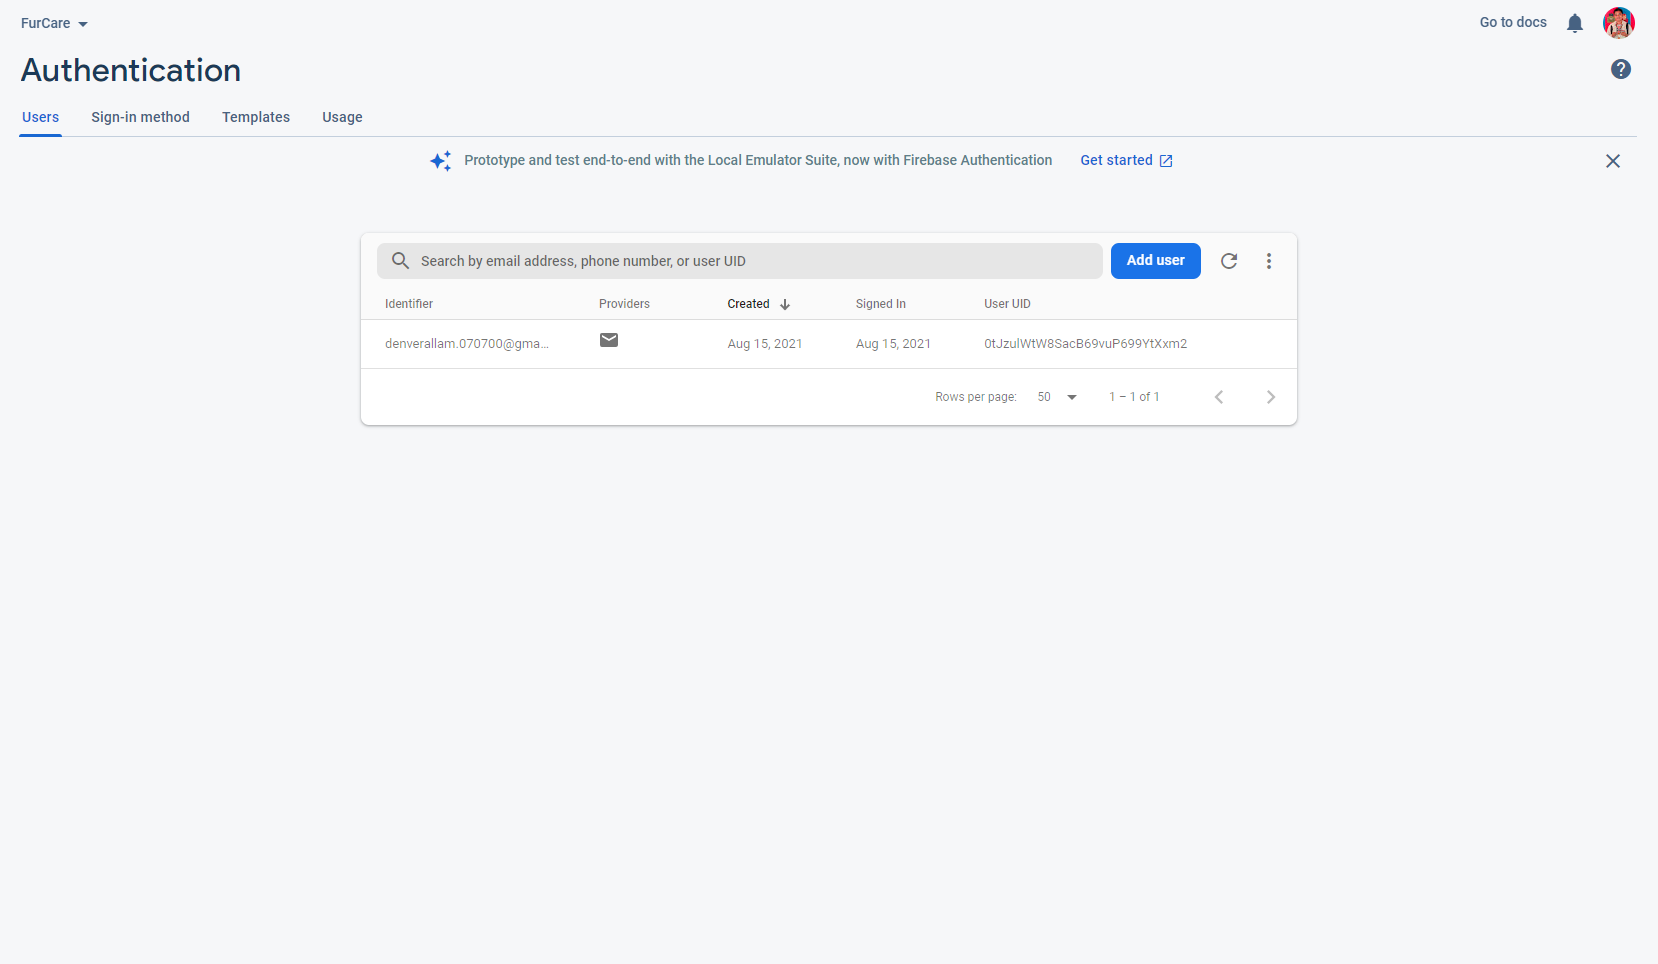 FurCare
Go to docs
Authentication
Users Sign-in method Templates Usage
Prototype and test end-to-end with the Local Emulator Suite, now with Firebase Authentication Get started
Search by email address, phone number, or user UID Add user
Identifier Providers Created Signed In User UID
denverallam.070700@gma... Aug 15, 2021 Aug 15, 2021 0tJzulWtW8SacB69vuP699YtXxm2
Rows per page: 50 1 – 1 of 1